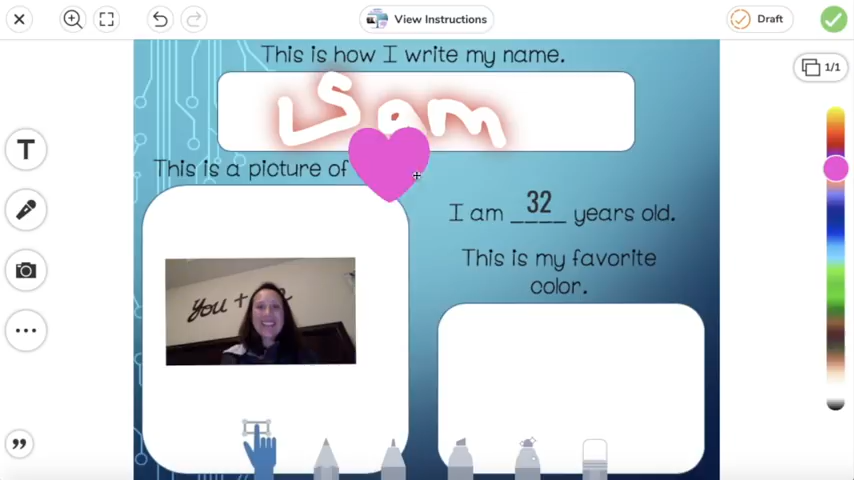 View Instructions
Draft
1/1
This is how I write my name.
Sam
This is a picture of
I am 32 years old.
This is my favorite
color.
you +
T